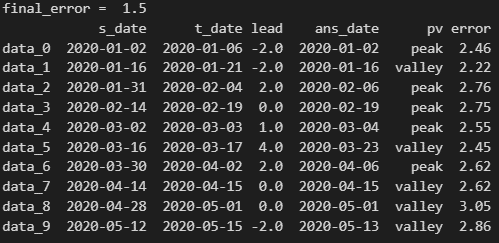 final_error =  1.5
s_date t_date lead ans_date pv error
data_0 2020-01-02 2020-01-06 -2.0 2020-01-02 peak 2.46
data_1 2020-01-16 2020-01-21 -2.0 2020-01-16 valley 2.22
data_2 2020-01-31 2020-02-04 2.0 2020-02-06 peak 2.76
data_3 2020-02-14 2020-02-19 0.0 2020-02-19 peak 2.75
data_4 2020-03-02 2020-03-03 1.0 2020-03-04 peak 2.55
data_5 2020-03-16 2020-03-17 4.0 2020-03-23 valley 2.45
data_6 2020-03-30 2020-04-02 2.0 2020-04-06 peak 2.62
data_7 2020-04-14 2020-04-15 0.0 2020-04-15 valley 2.62
data_8 2020-04-28 2020-05-01 0.0 2020-05-01 valley 3.05
data_9 2020-05-12 2020-05-15 -2.0 2020-05-13 valley 2.86